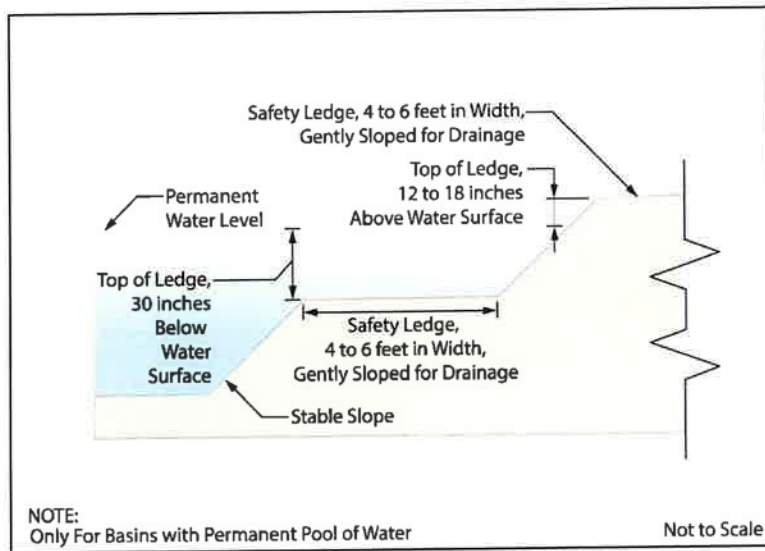 Safety Ledge, 4 to 6 feet in Width,
Gently Sloped for Drainage
Top of Ledge,
12 to 18 inches
Above Water Surface
Permanent
Water Level
Top of Ledge,
30 inches
Below
Water
Surface
Safety Ledge,
4 to 6 feet in Width,
Gently Sloped for Drainage
Stable Slope
NOTE:
Only For Basins with Permanent Pool of Water
Not to Scale